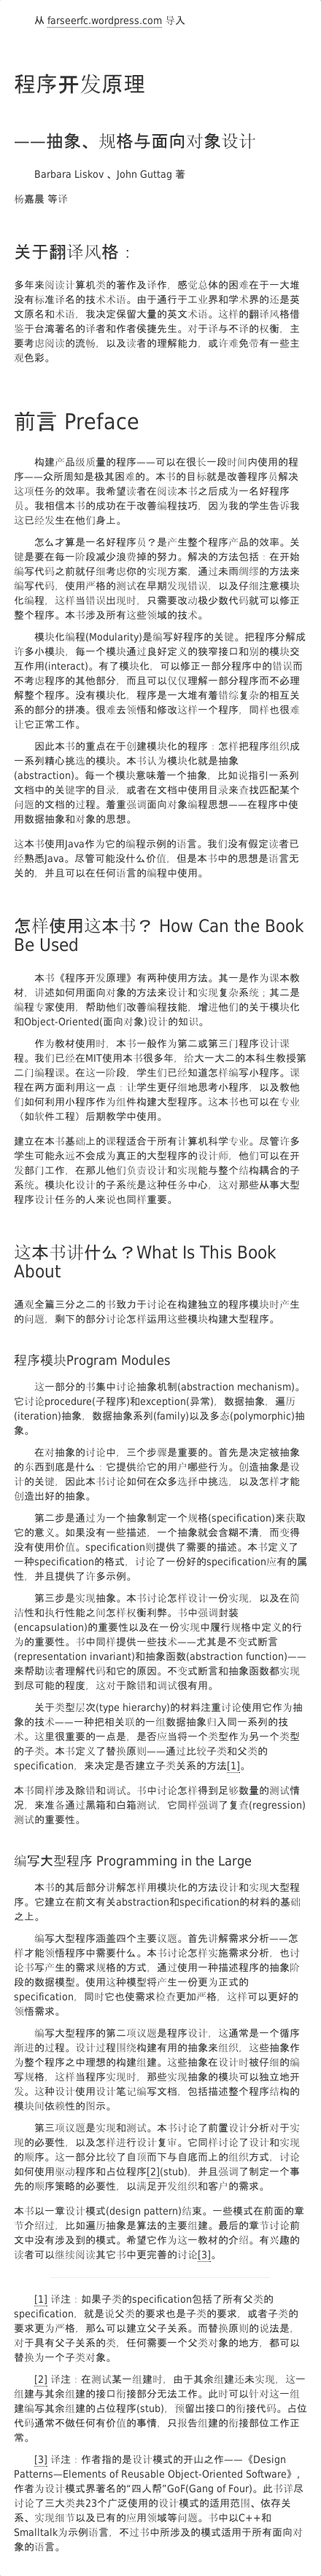 从 farseerfc.wordpress.com 导入
程序开发原理
——抽象、规格与面向对象设计
Barbara Liskov 、John Guttag 著
杨嘉展 等译
关于翻译风格：
多年来阅读计算机类的著作及译作，感觉总体的困难在于一大堆
没有标准译名的技术术语。由于通行于工业界和学术界的还是英
文原名和术语，我决定保留大量的英文术语。这样的翻译风格借
鉴于台湾著名的译者和作者侯捷先生。对于译与不译的权衡，主
要考虑阅读的流畅，以及读者的理解能力，或许难免带有一些主
观色彩。
前言 Preface
构建产品级质量的程序——可以在很长一段时间内使用的程
序——众所周知是极其困难的。本书的目标就是改善程序员解决
这项任务的效率。我希望读者在阅读本书之后成为一名好程序
员。我相信本书的成功在于改善编程技巧，因为我的学生告诉我
这已经发生在他们身上。
怎么才算是一名好程序员？是产生整个程序产品的效率。关
键是要在每一阶段减少浪费掉的努力。解决的方法包括：在开始
编写代码之前就仔细考虑你的实现方案，通过未雨绸缪的方法来
编写代码，使用严格的测试在早期发现错误，以及仔细注意模块
化编程，这样当错误出现时，只需要改动极少数代码就可以修正
整个程序。本书涉及所有这些领域的技术。
模块化编程(Modularity)是编写好程序的关键。把程序分解成
许多小模块，每一个模块通过良好定义的狭窄接口和别的模块交
互作用(interact)。有了模块化，可以修正一部分程序中的错误而
不考虑程序的其他部分，而且可以仅仅理解一部分程序而不必理
解整个程序。没有模块化，程序是一大堆有着错综复杂的相互关
系的部分的拼凑。很难去领悟和修改这样一个程序，同样也很难
让它正常工作。
因此本书的重点在于创建模块化的程序：怎样把程序组织成
一系列精心挑选的模块。本书认为模块化就是抽象
(abstraction)。每一个模块意味着一个抽象，比如说指引一系列
文档中的关键字的目录，或者在文档中使用目录来查找匹配某个
问题的文档的过程。着重强调面向对象编程思想——在程序中使
用数据抽象和对象的思想。
这本书使用Java作为它的编程示例的语言。我们没有假定读者已
经熟悉Java。尽管可能没什么价值，但是本书中的思想是语言无
关的，并且可以在任何语言的编程中使用。
怎样使用这本书？ How Can the Book
Be Used
本书《程序开发原理》有两种使用方法。其一是作为课本教
材，讲述如何用面向对象的方法来设计和实现复杂系统；其二是
编程专家使用，帮助他们改善编程技能，增进他们的关于模块化
和Object-Oriented(面向对象)设计的知识。
作为教材使用时，本书一般作为第二或第三门程序设计课
程。我们已经在MIT使用本书很多年，给大一大二的本科生教授第
二门编程课。在这一阶段，学生们已经知道怎样编写小程序。课
程在两方面利用这一点：让学生更仔细地思考小程序，以及教他
们如何利用小程序作为组件构建大型程序。这本书也可以在专业
（如软件工程）后期教学中使用。
建立在本书基础上的课程适合于所有计算机科学专业。尽管许多
学生可能永远不会成为真正的大型程序的设计师，他们可以在开
发部门工作，在那儿他们负责设计和实现能与整个结构耦合的子
系统。模块化设计的子系统是这种任务中心，这对那些从事大型
程序设计任务的人来说也同样重要。
这本书讲什么？What Is This Book
About
通观全篇三分之二的书致力于讨论在构建独立的程序模块时产生
的问题，剩下的部分讨论怎样运用这些模块构建大型程序。
程序模块Program Modules
这一部分的书集中讨论抽象机制(abstraction mechanism)。
它讨论procedure(子程序)和exception(异常)，数据抽象，遍历
(iteration)抽象，数据抽象系列(family)以及多态(polymorphic)抽
象。
在对抽象的讨论中，三个步骤是重要的。首先是决定被抽象
的东西到底是什么：它提供给它的用户哪些行为。创造抽象是设
计的关键，因此本书讨论如何在众多选择中挑选，以及怎样才能
创造出好的抽象。
第二步是通过为一个抽象制定一个规格(specification)来获取
它的意义。如果没有一些描述，一个抽象就会含糊不清，而变得
没有使用价值。specification则提供了需要的描述。本书定义了
一种specification的格式，讨论了一份好的specification应有的属
性，并且提供了许多示例。
第三步是实现抽象。本书讨论怎样设计一份实现，以及在简
洁性和执行性能之间怎样权衡利弊。书中强调封装
(encapsulation)的重要性以及在一份实现中履行规格中定义的行
为的重要性。书中同样提供一些技术——尤其是不变式断言
(representation invariant)和抽象函数(abstraction function)——
来帮助读者理解代码和它的原因。不变式断言和抽象函数都实现
到尽可能的程度，这对于除错和调试很有用。
关于类型层次(type hierarchy)的材料注重讨论使用它作为抽
象的技术——一种把相关联的一组数据抽象归入同一系列的技
术。这里很重要的一点是，是否应当将一个类型作为另一个类型
的子类。本书定义了替换原则——通过比较子类和父类的
specification，来决定是否建立子类关系的方法[1]。
本书同样涉及除错和调试。书中讨论怎样得到足够数量的测试情
况，来准备通过黑箱和白箱测试，它同样强调了复查(regression)
测试的重要性。
编写大型程序 Programming in the Large
本书的其后部分讲解怎样用模块化的方法设计和实现大型程
序。它建立在前文有关abstraction和specification的材料的基础
之上。
编写大型程序涵盖四个主要议题。首先讲解需求分析——怎
样才能领悟程序中需要什么。本书讨论怎样实施需求分析，也讨
论书写产生的需求规格的方式，通过使用一种描述程序的抽象阶
段的数据模型。使用这种模型将产生一份更为正式的
specification，同时它也使需求检查更加严格，这样可以更好的
领悟需求。
编写大型程序的第二项议题是程序设计，这通常是一个循序
渐进的过程。设计过程围绕构建有用的抽象来组织，这些抽象作
为整个程序之中理想的构建组建。这些抽象在设计时被仔细的编
写规格，这样当程序实现时，那些实现抽象的模块可以独立地开
发。这种设计使用设计笔记编写文档，包括描述整个程序结构的
模块间依赖性的图示。
第三项议题是实现和测试。本书讨论了前置设计分析对于实
现的必要性，以及怎样进行设计复审。它同样讨论了设计和实现
的顺序。这一部分比较了自顶而下与自底而上的组织方式，讨论
如何使用驱动程序和占位程序[2](stub)，并且强调了制定一个事
先的顺序策略的必要性，以满足开发组织和客户的需求。
本书以一章设计模式(design pattern)结束。一些模式在前面的章
节介绍过，比如遍历抽象是算法的主要组建。最后的章节讨论前
文中没有涉及到的模式。希望它作为这一教材的介绍。有兴趣的
读者可以继续阅读其它书中更完善的讨论[3]。
[1] 译注：如果子类的specification包括了所有父类的
specification，就是说父类的要求也是子类的要求，或者子类的
要求更为严格，那么可以建立父子关系。而替换原则的说法是，
对于具有父子关系的类，任何需要一个父类对象的地方，都可以
替换为一个子类对象。
[2] 译注：在测试某一组建时，由于其余组建还未实现，这一
组建与其余组建的接口衔接部分无法工作。此时可以针对这一组
建编写其余组建的占位程序(stub)，预留出接口的衔接代码。占位
代码通常不做任何有价值的事情，只报告组建的衔接部位工作正
常。
[3] 译注：作者指的是设计模式的开山之作——《Design
Patterns—Elements of Reusable Object-Oriented Software》，
作者为设计模式界著名的“四人帮”GoF(Gang of Four)。此书详尽
讨论了三大类共23个广泛使用的设计模式的适用范围、依存关
系、实现细节以及已有的应用领域等问题。书中以C++和
Smalltalk为示例语言，不过书中所涉及的模式适用于所有面向对
象的语言。